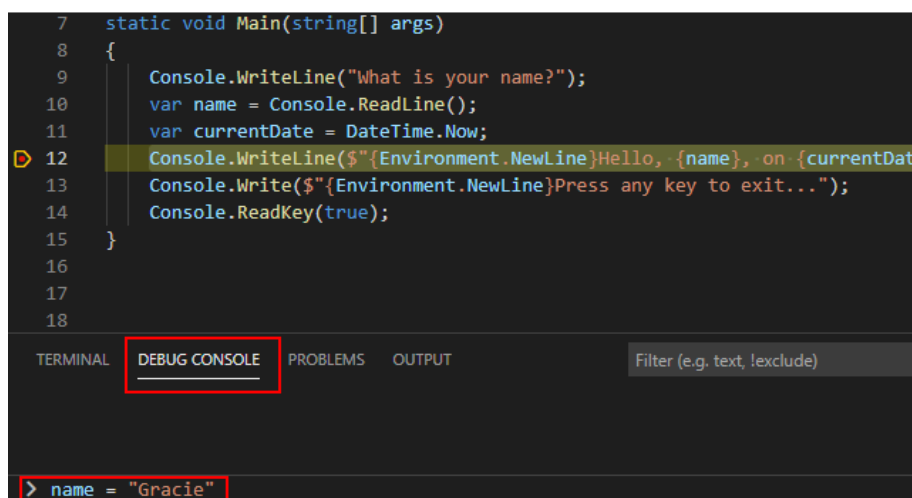 7 static void Main(string[] args)
8 {
9 Console.WriteLine("What is your name?");
10 var name = Console.ReadLine();
11 var currentDate = DateTime.Now;
12 Console.WriteLine($"{Environment.NewLine}Hello, {name}, on {currentDat
13 Console.Write($"{Environment.NewLine}Press any key to exit...");
14 Console.ReadKey(true);
15 }
16
17
18
TERMINAL DEBUG CONSOLE PROBLEMS OUTPUT Filter (e.g. text, !exclude)
> name = "Gracie"